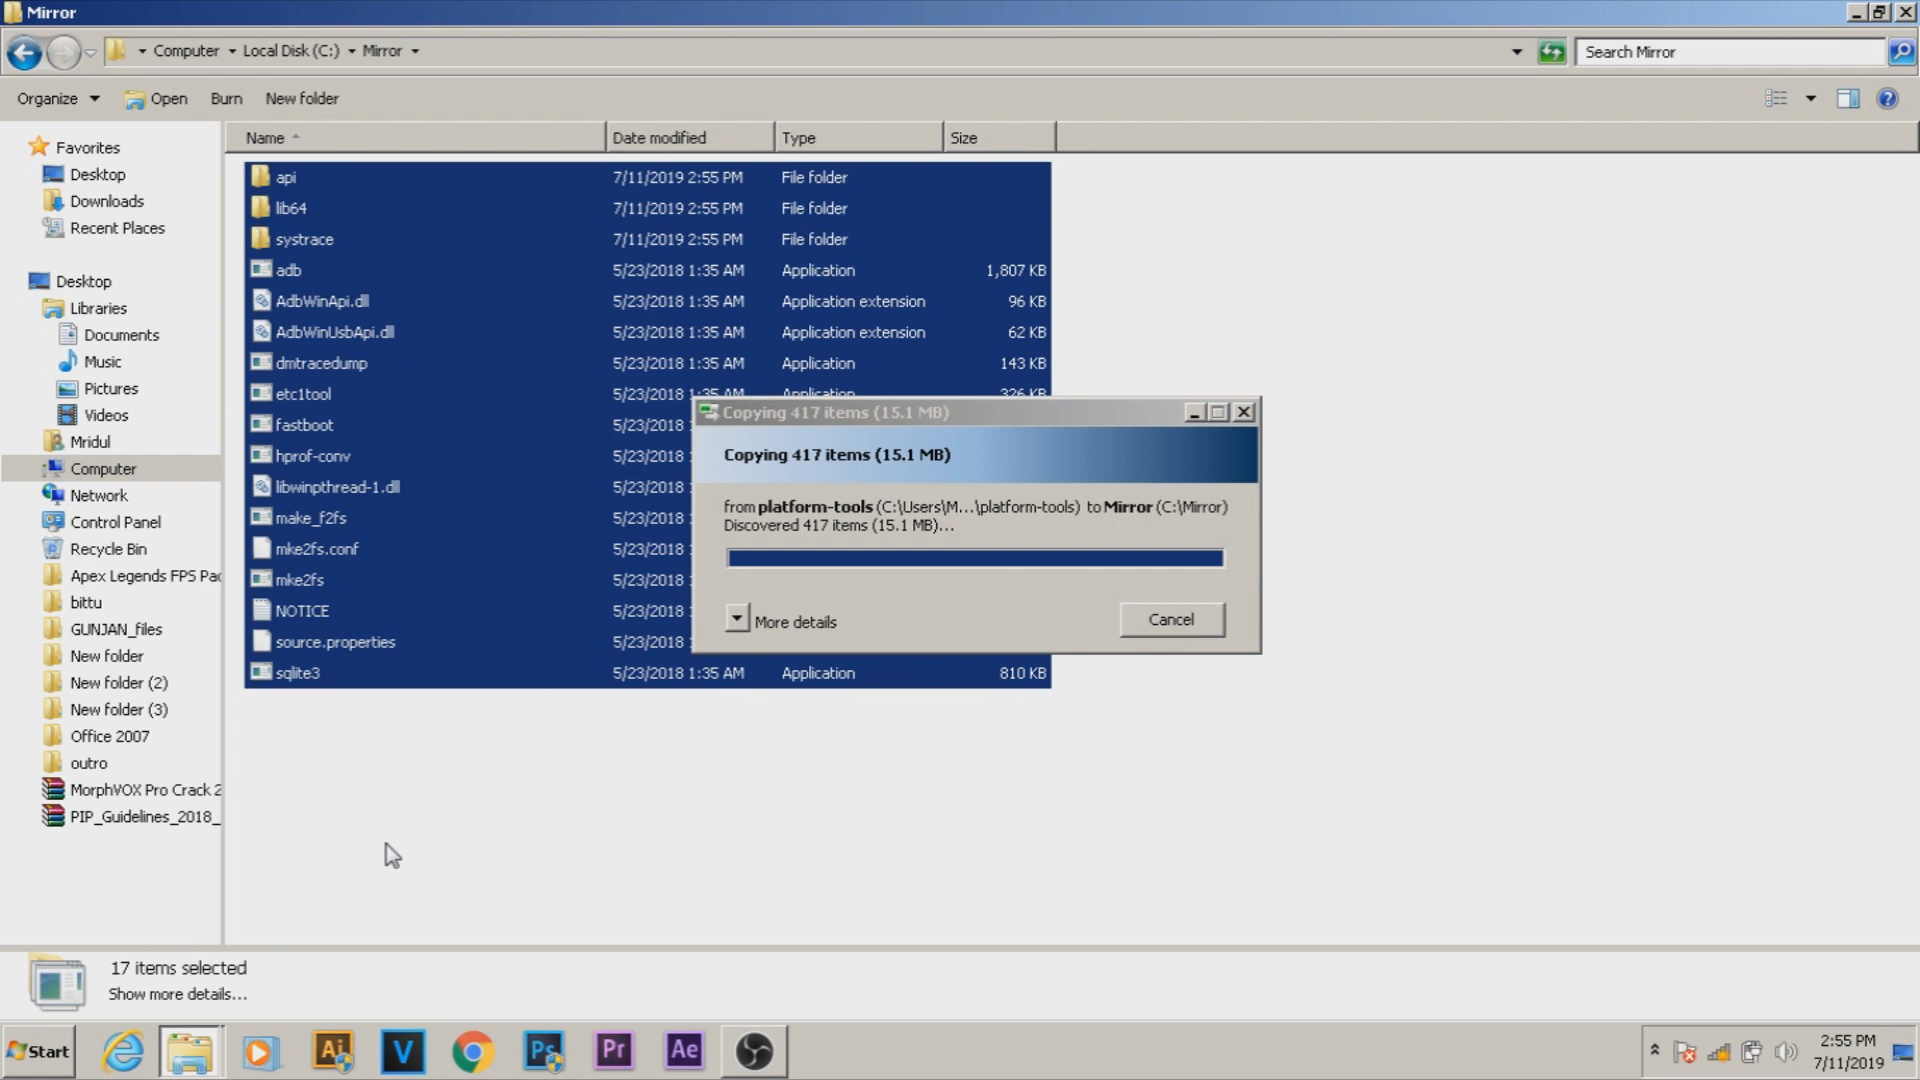 Mirror
Computer Local Disk (C:) Mirror
Search Mirror
Organize Open Burn New folder
Name Date modified Type Size
Favorites
Desktop
Downloads
Recent Places
Desktop
Libraries
Documents
Music
Pictures
Videos
Mridul
Computer
Network
Control Panel
Recycle Bin
Apex Legends FPS Pac
bittu
GUNJAN_files
New folder
New folder (2)
New folder (3)
Office 2007
outro
MorphVOX Pro Crack 2
PIP_Guidelines_2018_
api 7/11/2019 2:55 PM File folder
lib64 7/11/2019 2:55 PM File folder
systrace 7/11/2019 2:55 PM File folder
adb 5/23/2018 1:35 AM Application 1,807 KB
AdbWinApi.dll 5/23/2018 1:35 AM Application extension 96 KB
AdbWinUsbApi.dll 5/23/2018 1:35 AM Application extension 62 KB
dmtracedump 5/23/2018 1:35 AM Application 143 KB
etc1tool 5/23/2018 1:35 AM Application 326 KB
fastboot 5/23/2018
hprof-conv 5/23/2018
libwinpthread-1.dll 5/23/2018
make_f2fs 5/23/2018
mke2fs.conf 5/23/2018
mke2fs 5/23/2018
NOTICE 5/23/2018
source.properties 5/23/2018
sqlite3 5/23/2018 1:35 AM Application 810 KB
Copying 417 items (15.1 MB)
Copying 417 items (15.1 MB)
from platform-tools (C:\Users\M...\platform-tools) to Mirror (C:\Mirror)
Discovered 417 items (15.1 MB)...
More details
Cancel
17 items selected
Show more details...
Start
Ai
V
Ps
Pr
Ae
2:55 PM
7/11/2019